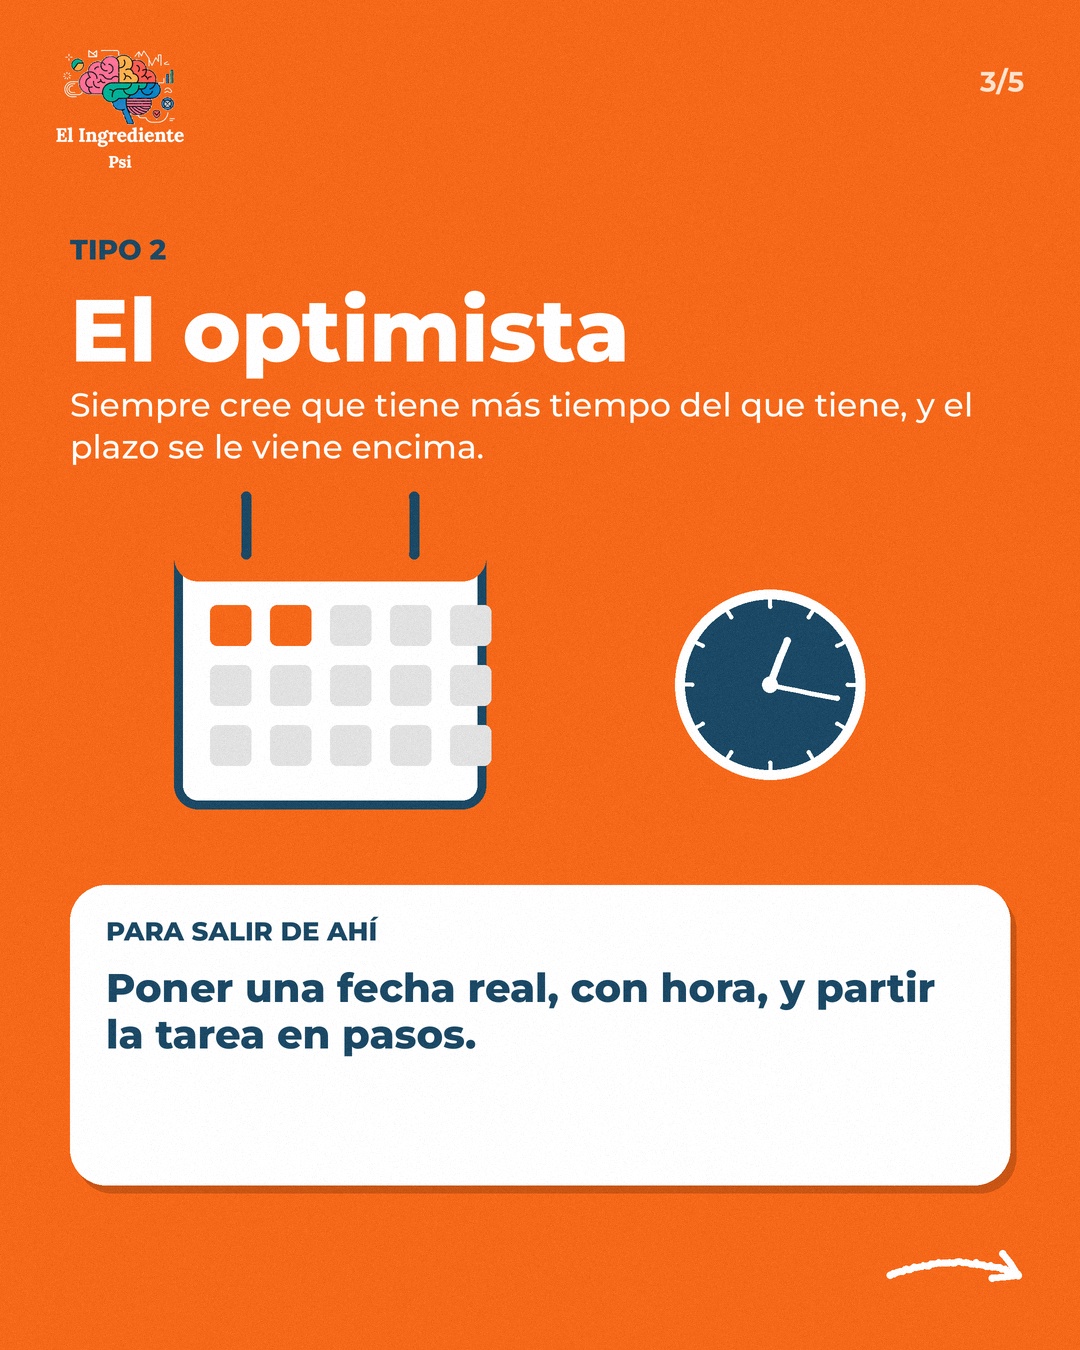 El Ingrediente
Psi
3/5
TIPO 2
El optimista
Siempre cree que tiene más tiempo del que tiene, y el
plazo se le viene encima.
PARA SALIR DE AHÍ
Poner una fecha real, con hora, y partir
la tarea en pasos.